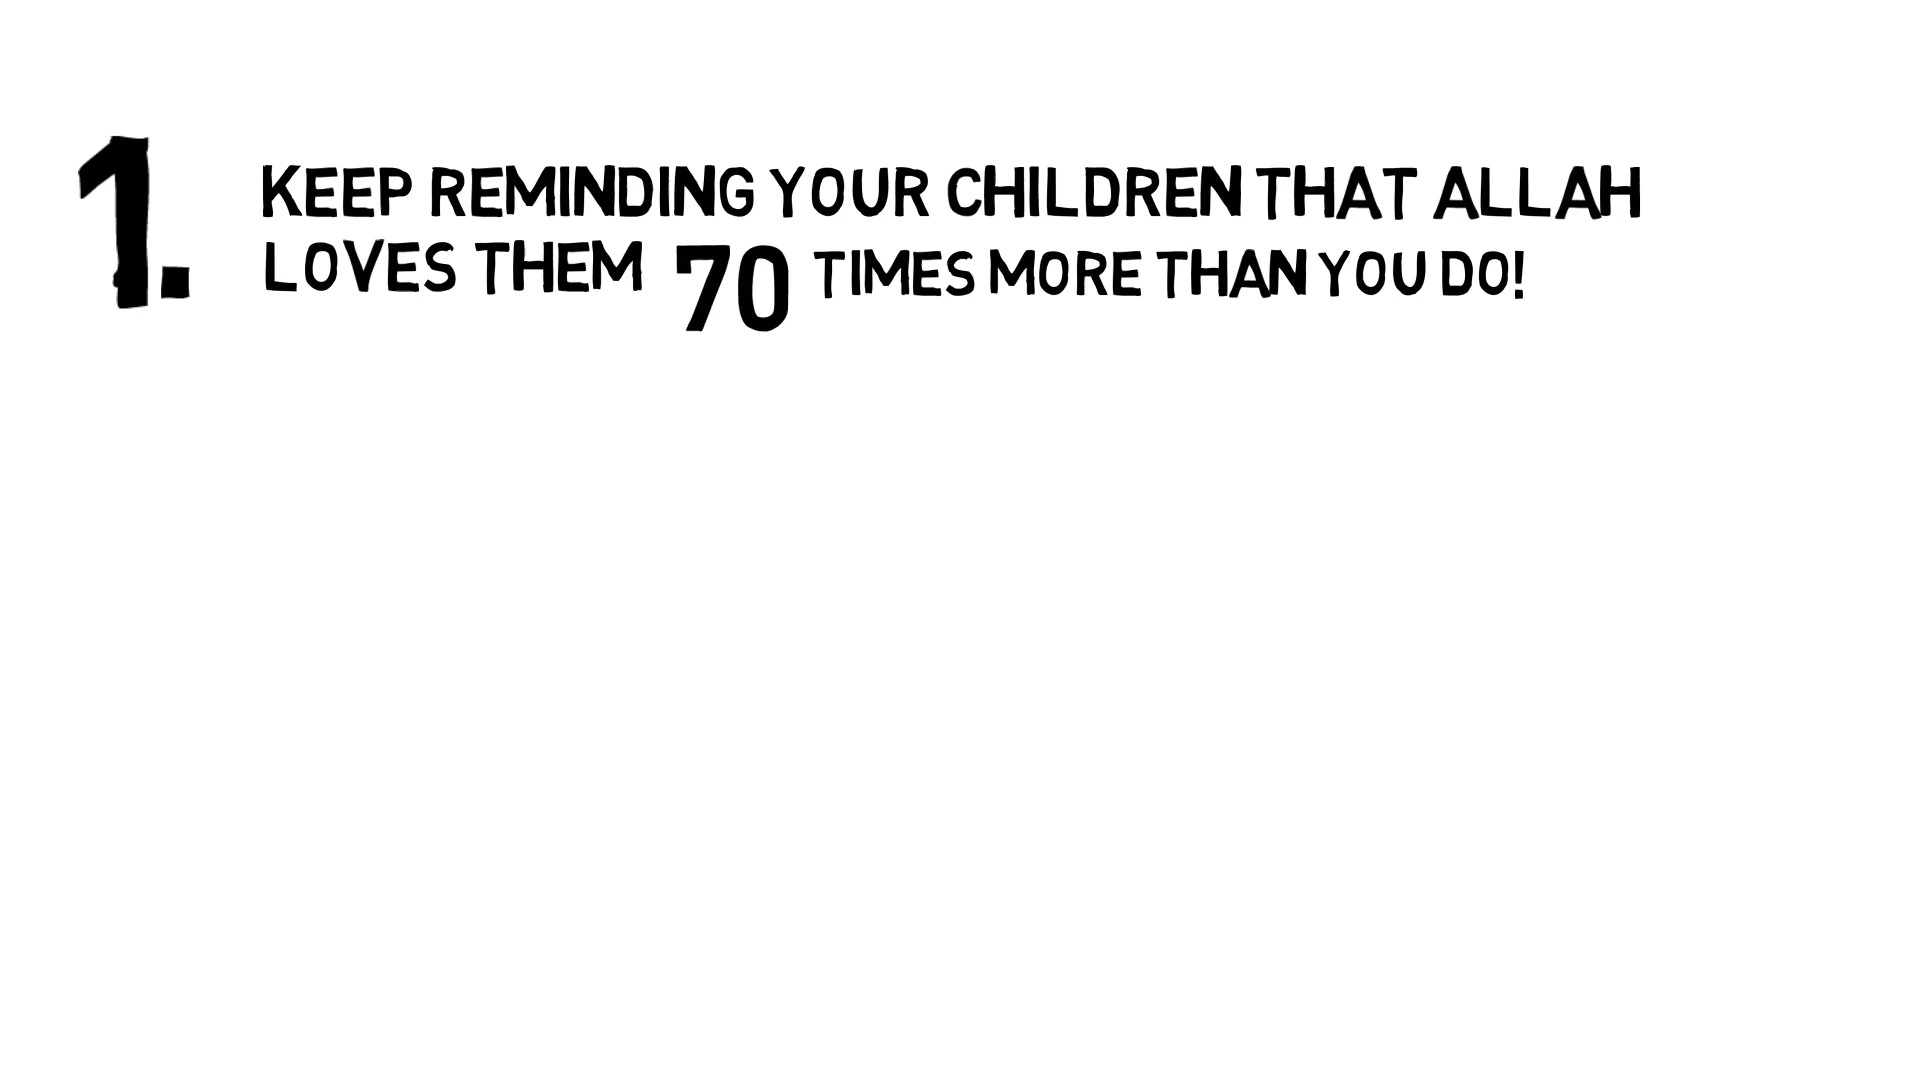 1. KEEP REMINDING YOUR CHILDREN THAT ALLAH
LOVES THEM 70 TIMES MORE THAN YOU DO!